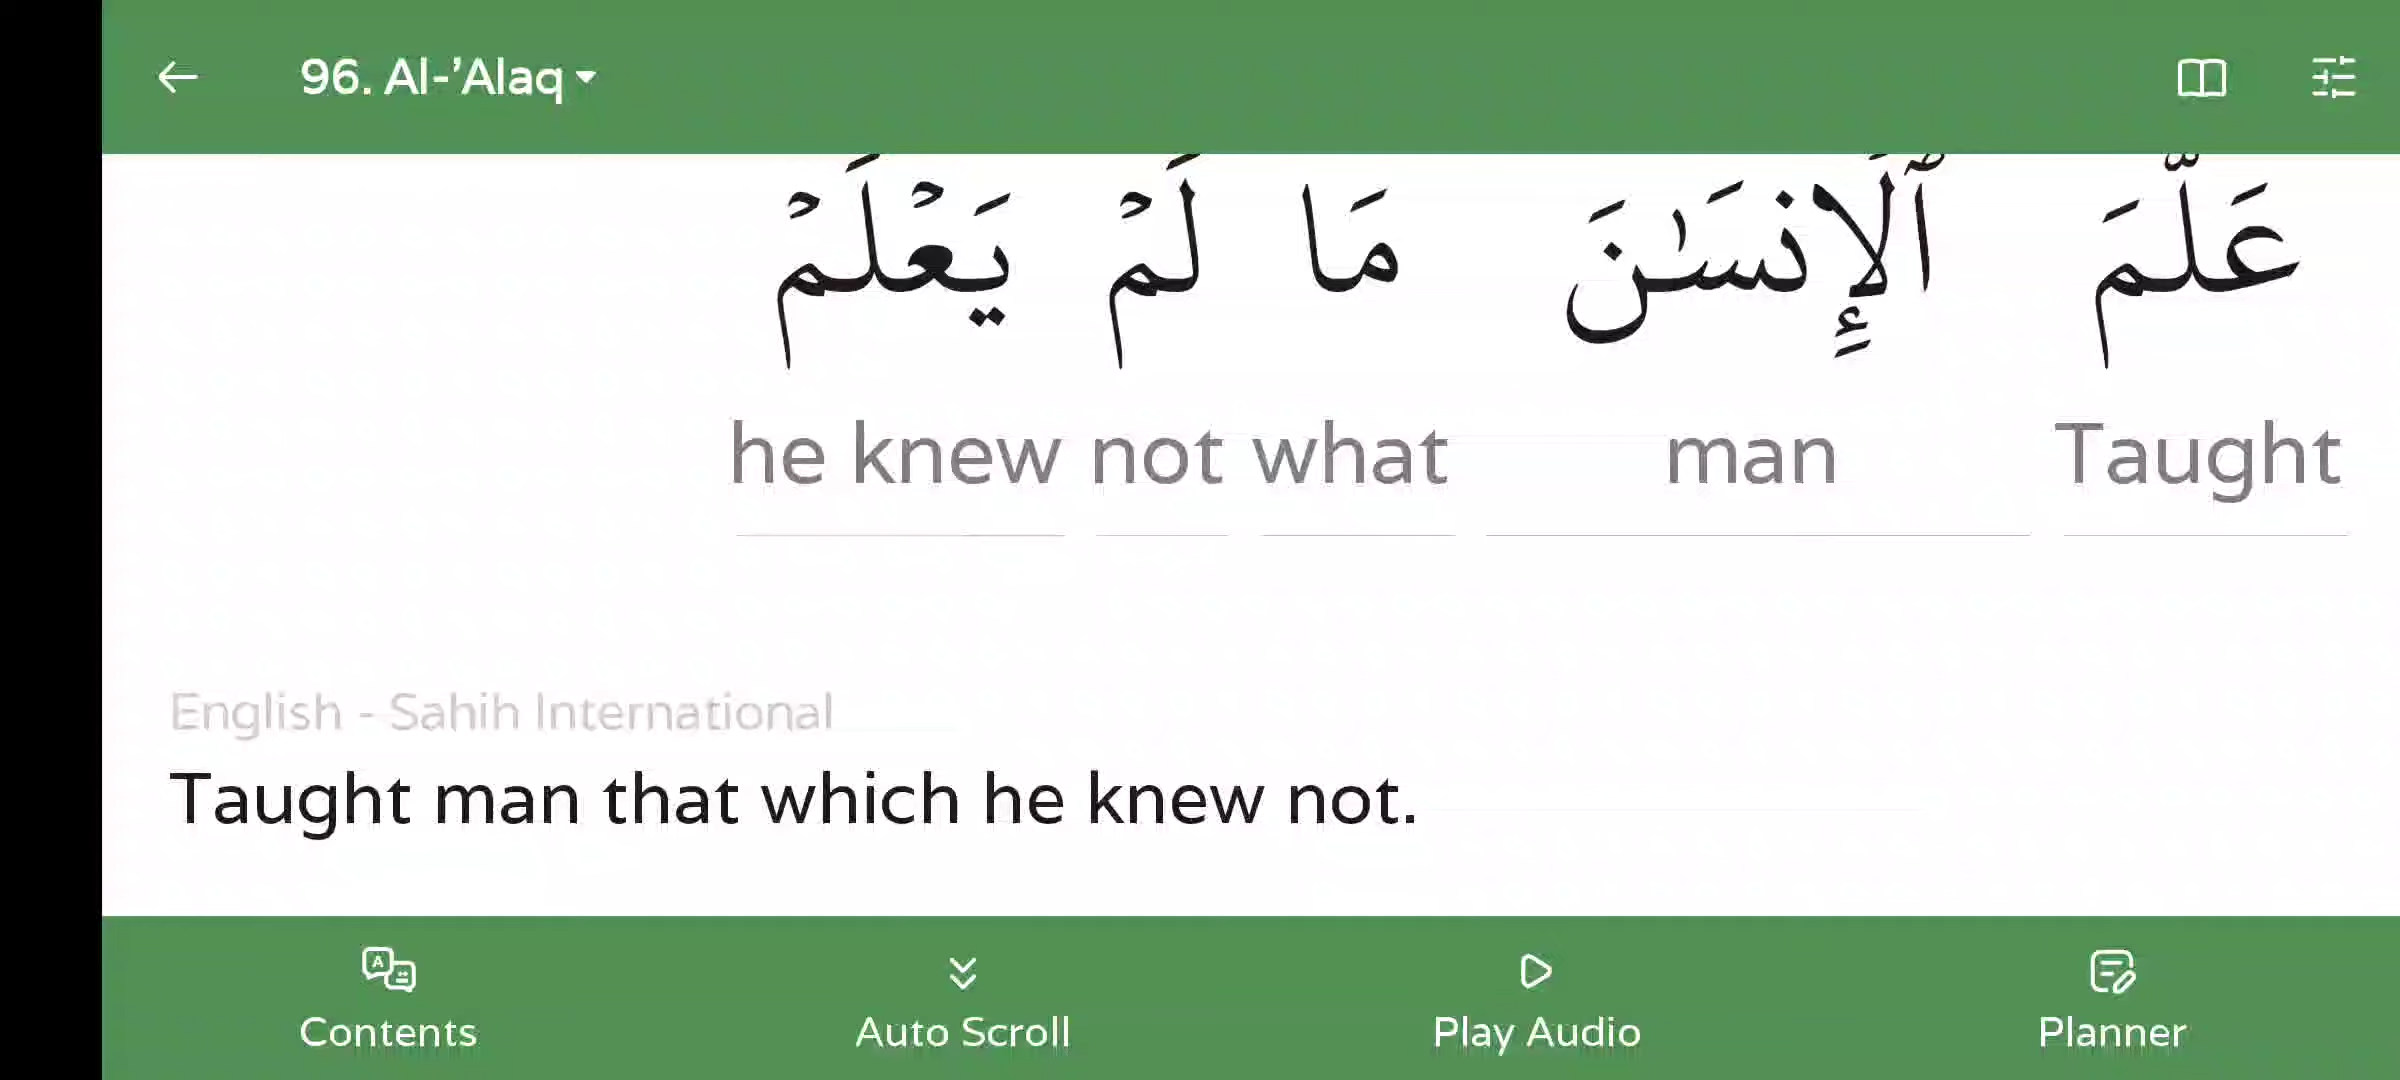 96. Al-’Alaq
عَلَّمَ ٱلْإِنسَـٰنَ مَا لَمْ يَعْلَمْ
Taught man what not he knew
English - Sahih International
Taught man that which he knew not.
Contents Auto Scroll Play Audio Planner